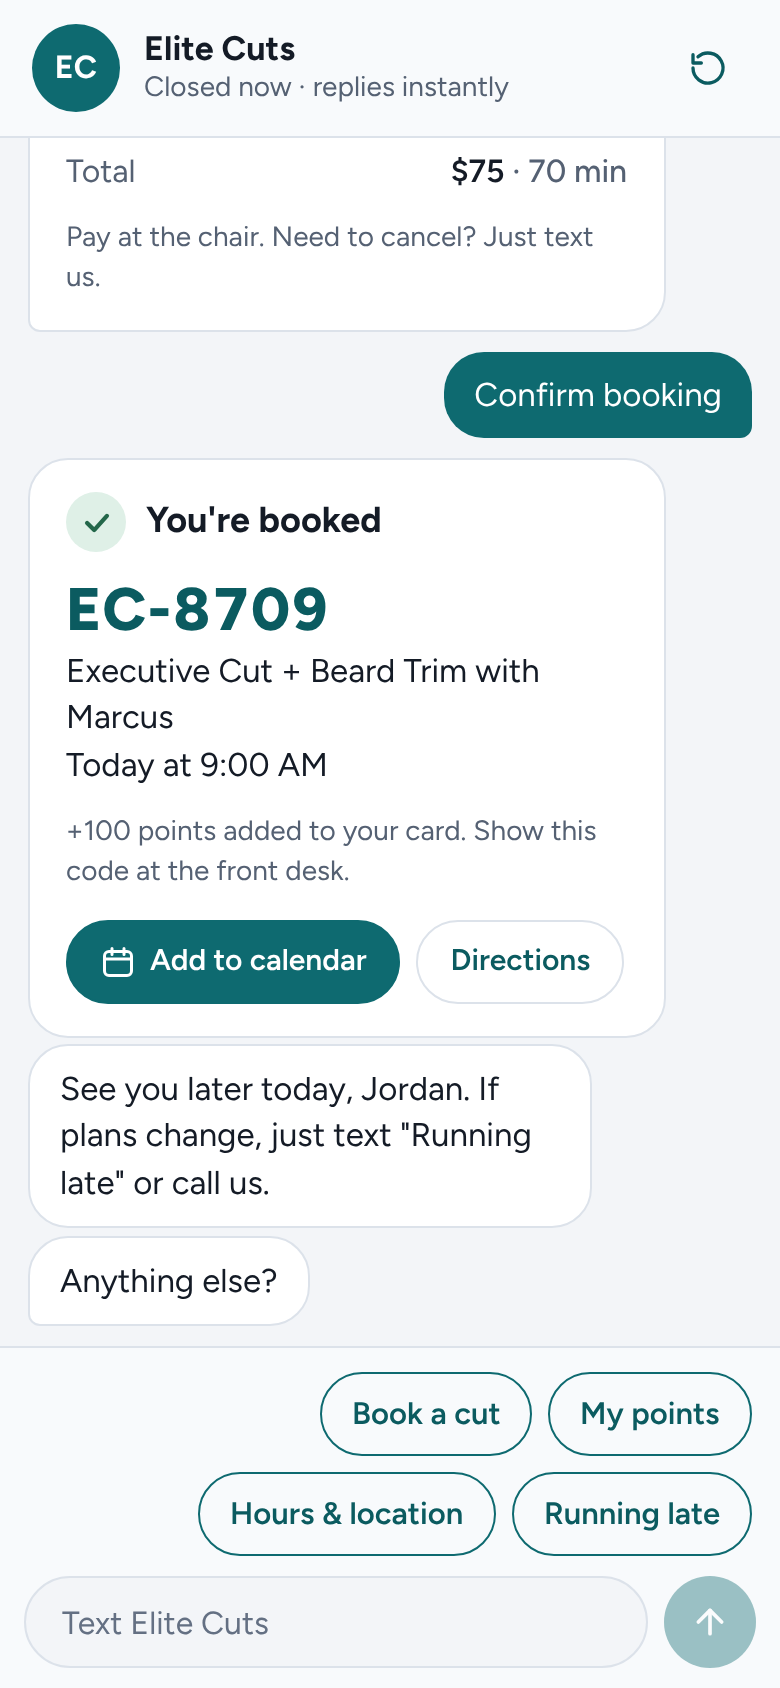 EC
Elite Cuts
Closed now · replies instantly
Total $75 · 70 min
Pay at the chair. Need to cancel? Just text
us.
Confirm booking
You're booked
EC-8709
Executive Cut + Beard Trim with
Marcus
Today at 9:00 AM
+100 points added to your card. Show this
code at the front desk.
Add to calendar
Directions
See you later today, Jordan. If
plans change, just text "Running
late" or call us.
Anything else?
Book a cut
My points
Hours & location
Running late
Text Elite Cuts